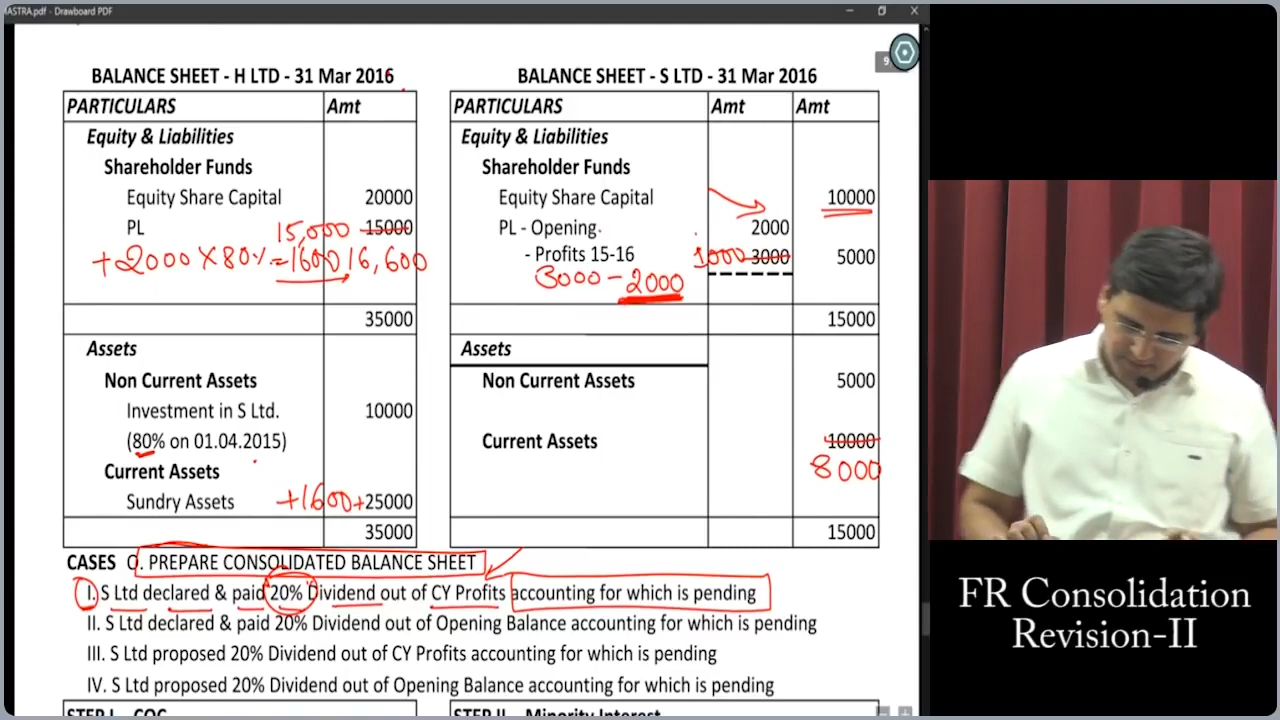 IASTRA.pdf - Drawboard PDF
9
BALANCE SHEET - H LTD - 31 Mar 2016
PARTICULARS Amt
Equity & Liabilities
Shareholder Funds
Equity Share Capital 20000
PL 15,000 15000
+2000 X 80% = 1600 16,600
35000
Assets
Non Current Assets
Investment in S Ltd. 10000
(80% on 01.04.2015)
Current Assets
Sundry Assets +1600+ 25000
35000
BALANCE SHEET - S LTD - 31 Mar 2016
PARTICULARS Amt Amt
Equity & Liabilities
Shareholder Funds
Equity Share Capital 10000
PL - Opening 2000
- Profits 15-16 1000 3000 5000
3000 - 2000
15000
Assets
Non Current Assets 5000
Current Assets 10000
8000
15000
CASES O. PREPARE CONSOLIDATED BALANCE SHEET
I. S Ltd declared & paid 20% Dividend out of CY Profits accounting for which is pending
II. S Ltd declared & paid 20% Dividend out of Opening Balance accounting for which is pending
III. S Ltd proposed 20% Dividend out of CY Profits accounting for which is pending
IV. S Ltd proposed 20% Dividend out of Opening Balance accounting for which is pending
STEP I - COC
STEP II - Minority Interest
FR Consolidation
Revision-II